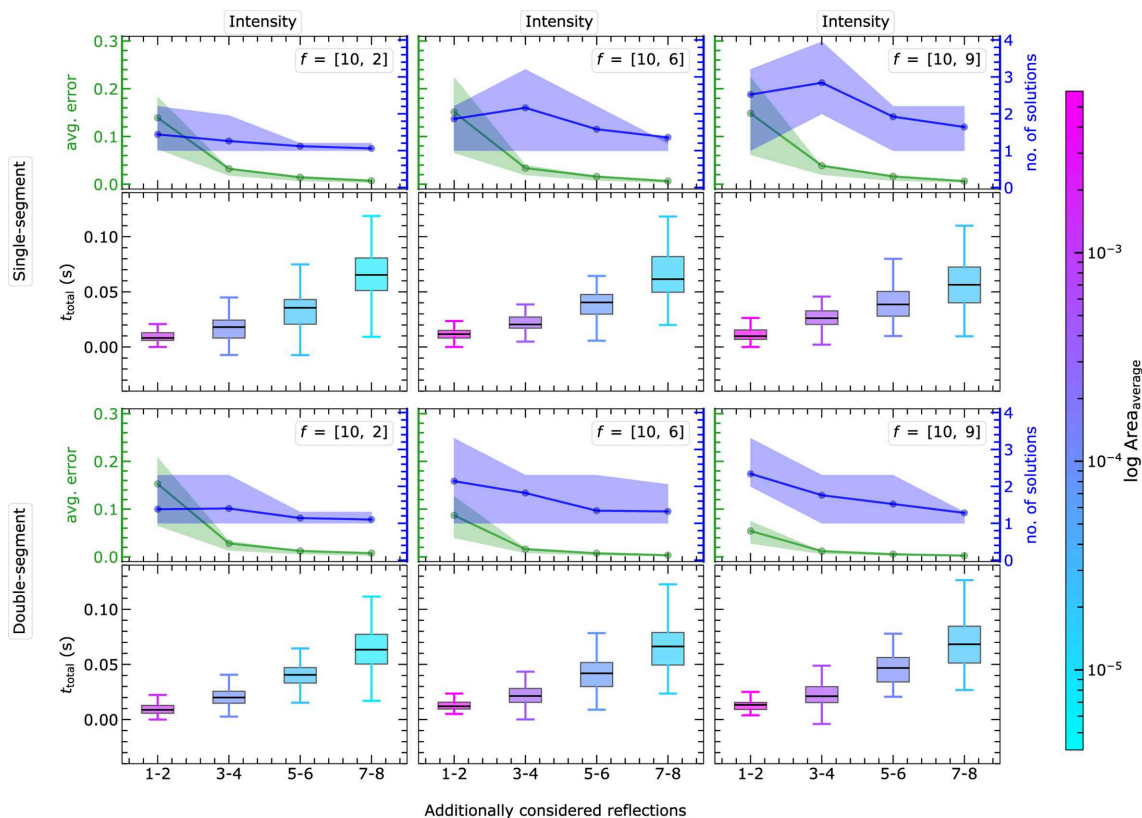 Intensity
Intensity
Intensity
Single-segment
avg. error
0.3
0.2
0.1
0.0
f = [10, 2]
f = [10, 6]
f = [10, 9]
4
3
2
1
0
no. of solutions
t_total (s)
0.10
0.05
0.00
Double-segment
avg. error
0.3
0.2
0.1
0.0
f = [10, 2]
f = [10, 6]
f = [10, 9]
4
3
2
1
0
no. of solutions
t_total (s)
0.10
0.05
0.00
1-2 3-4 5-6 7-8
1-2 3-4 5-6 7-8
1-2 3-4 5-6 7-8
Additionally considered reflections
10⁻³
10⁻⁴
10⁻⁵
log Area_average